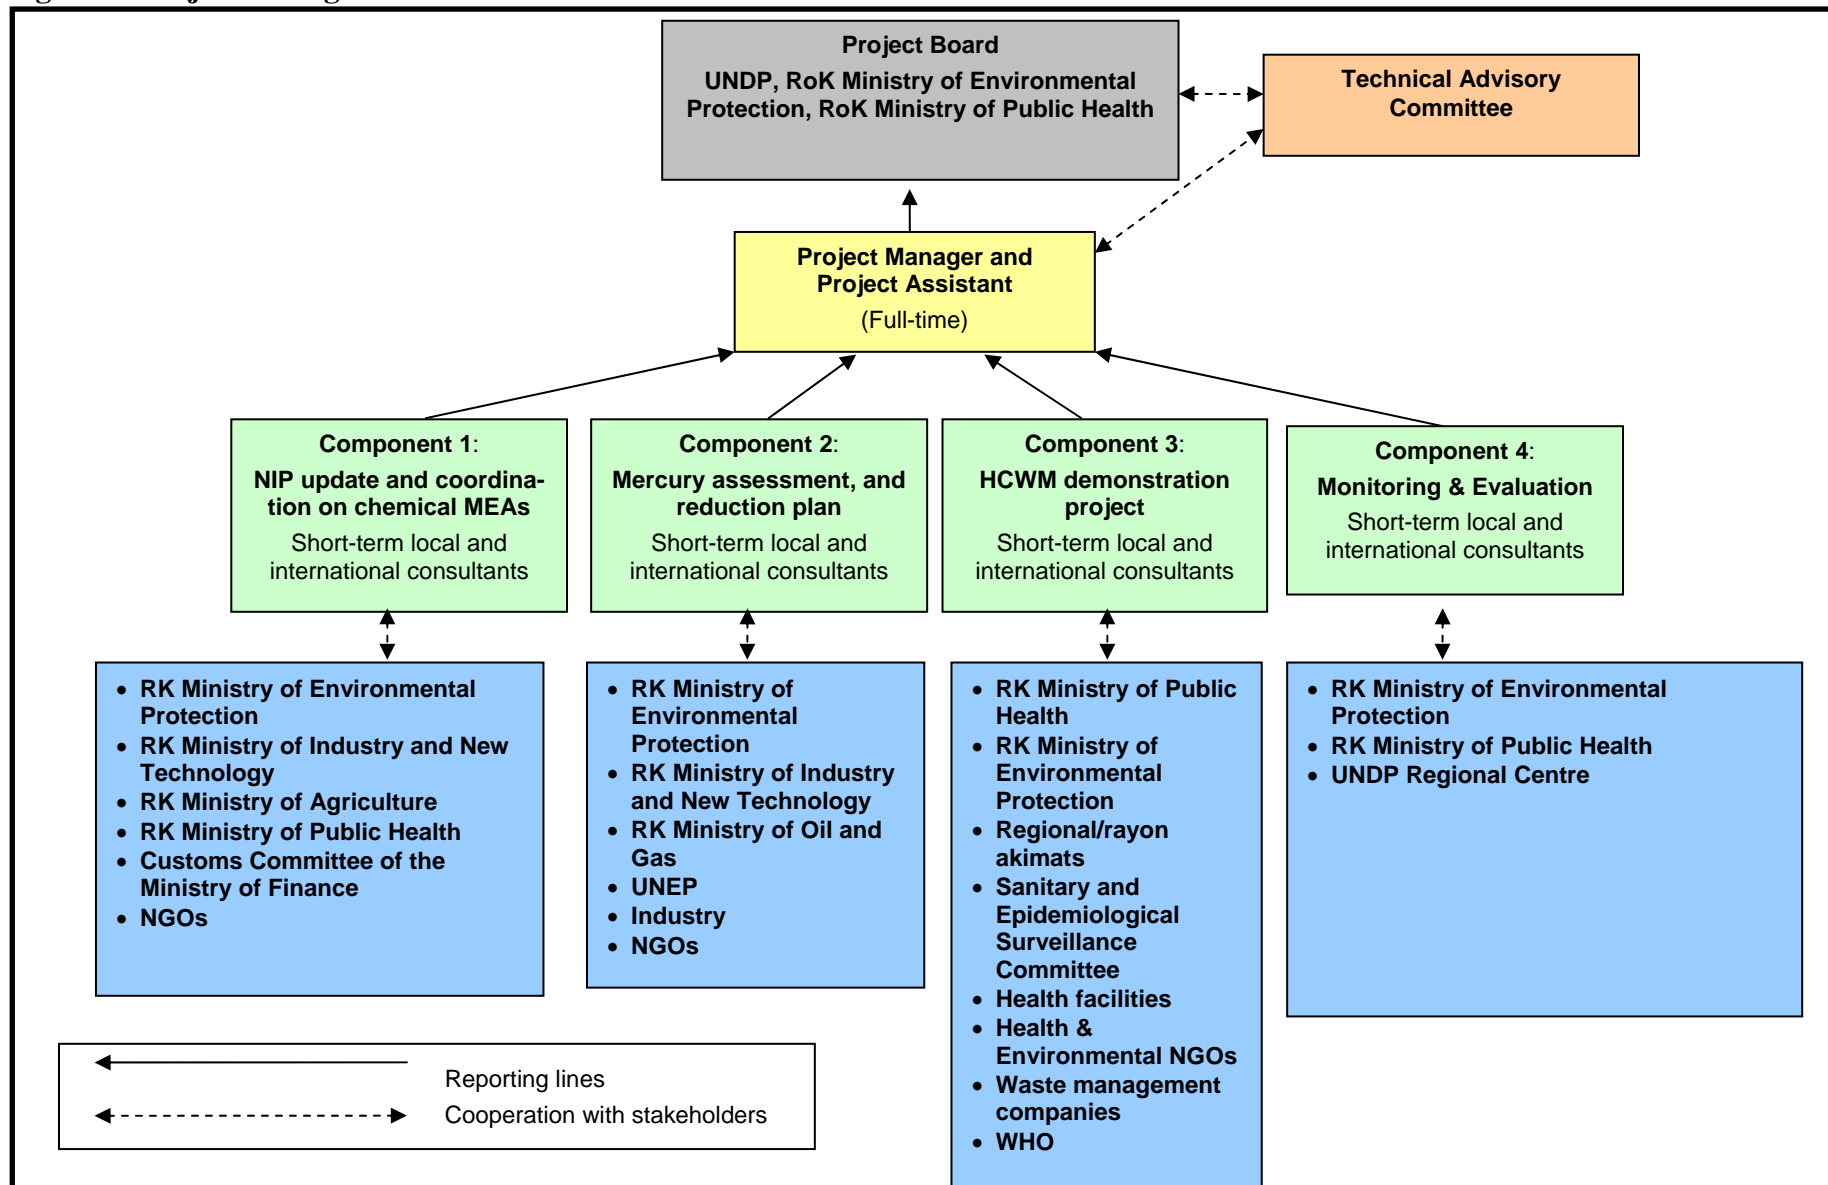 Project Board
UNDP, RoK Ministry of Environmental
Protection, RoK Ministry of Public Health
Technical Advisory
Committee
Project Manager and
Project Assistant
(Full-time)
Component 1:
NIP update and coordina-
tion on chemical MEAs
Short-term local and
international consultants
Component 2:
Mercury assessment, and
reduction plan
Short-term local and
international consultants
Component 3:
HCWM demonstration
project
Short-term local and
international consultants
Component 4:
Monitoring & Evaluation
Short-term local and
international consultants
• RK Ministry of Environmental
Protection
• RK Ministry of Industry and New
Technology
• RK Ministry of Agriculture
• RK Ministry of Public Health
• Customs Committee of the
Ministry of Finance
• NGOs
• RK Ministry of
Environmental
Protection
• RK Ministry of Industry
and New Technology
• RK Ministry of Oil and
Gas
• UNEP
• Industry
• NGOs
• RK Ministry of Public
Health
• RK Ministry of
Environmental
Protection
• Regional/rayon
akimats
• Sanitary and
Epidemiological
Surveillance
Committee
• Health facilities
• Health &
Environmental NGOs
• Waste management
companies
• WHO
• RK Ministry of Environmental
Protection
• RK Ministry of Public Health
• UNDP Regional Centre
Reporting lines
Cooperation with stakeholders